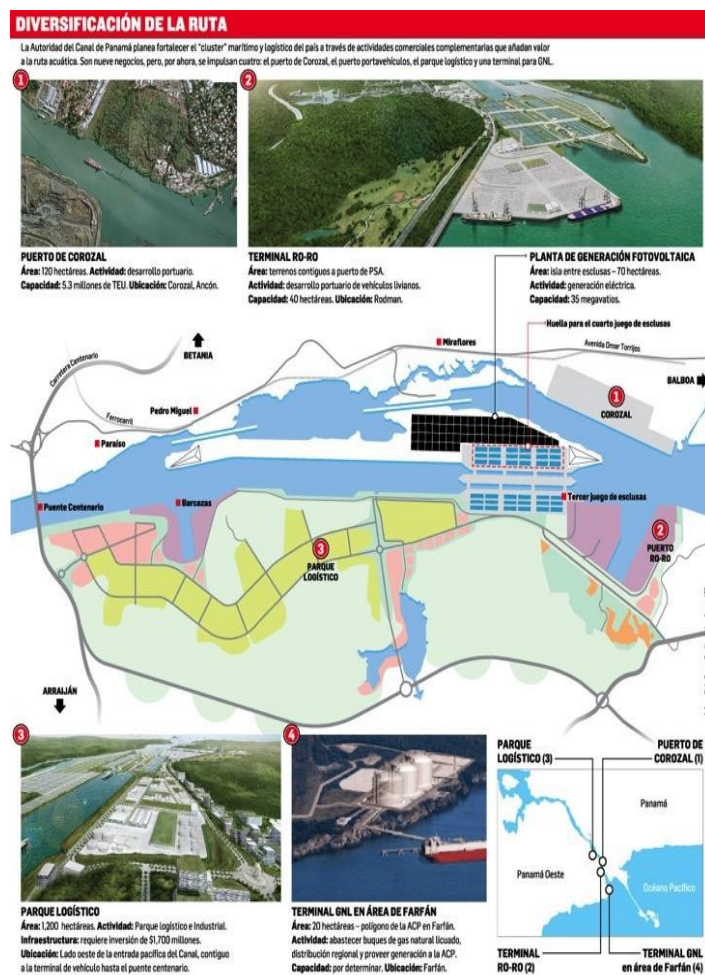 DIVERSIFICACIÓN DE LA RUTA
La Autoridad del Canal de Panamá planea fortalecer el "cluster" marítimo y logístico del país a través de actividades comerciales complementarias que añadan valor
a la ruta acuática. Son nueve negocios, pero, por ahora, se impulsan cuatro: el puerto de Corozal, el puerto portavehículos, el parque logístico y una terminal para GNL.
1
2
PUERTO DE COROZAL
Área: 120 hectáreas. Actividad: desarrollo portuario.
Capacidad: 5.3 millones de TEU. Ubicación: Corozal, Ancón.
TERMINAL RO-RO
Área: terrenos contiguos a puerto de PSA.
Actividad: desarrollo portuario de vehículos livianos.
Capacidad: 40 hectáreas. Ubicación: Rodman.
PLANTA DE GENERACIÓN FOTOVOLTAICA
Área: isla entre esclusas – 70 hectáreas.
Actividad: generación eléctrica.
Capacidad: 35 megavatios.
Huella para el cuarto juego de esclusas
BETANIA
Miraflores
Avenida Omar Torrijos
Carretera Centenario
BALBOA
Ferrocarril
Pedro Miguel
1
COROZAL
Paraíso
Puente Centenario
Barcazas
Tercer juego de esclusas
3
PARQUE
LOGÍSTICO
2
PUERTO
RO-RO
ARRAIJÁN
3
4
PARQUE
LOGÍSTICO (3)
PUERTO DE
COROZAL (1)
Panamá
Panamá Oeste
Océano Pacífico
TERMINAL
RO-RO (2)
TERMINAL GNL
en área de Farfán (4)
PARQUE LOGÍSTICO
Área: 1,200 hectáreas. Actividad: Parque logístico e Industrial.
Infraestructura: requiere inversión de $1,700 millones.
Ubicación: Lado oeste de la entrada pacífica del Canal, contiguo
a la terminal de vehículo hasta el puente centenario.
TERMINAL GNL EN ÁREA DE FARFÁN
Área: 20 hectáreas – polígono de la ACP en Farfán.
Actividad: abastecer buques de gas natural licuado,
distribución regional y proveer generación a la ACP.
Capacidad: por determinar. Ubicación: Farfán.